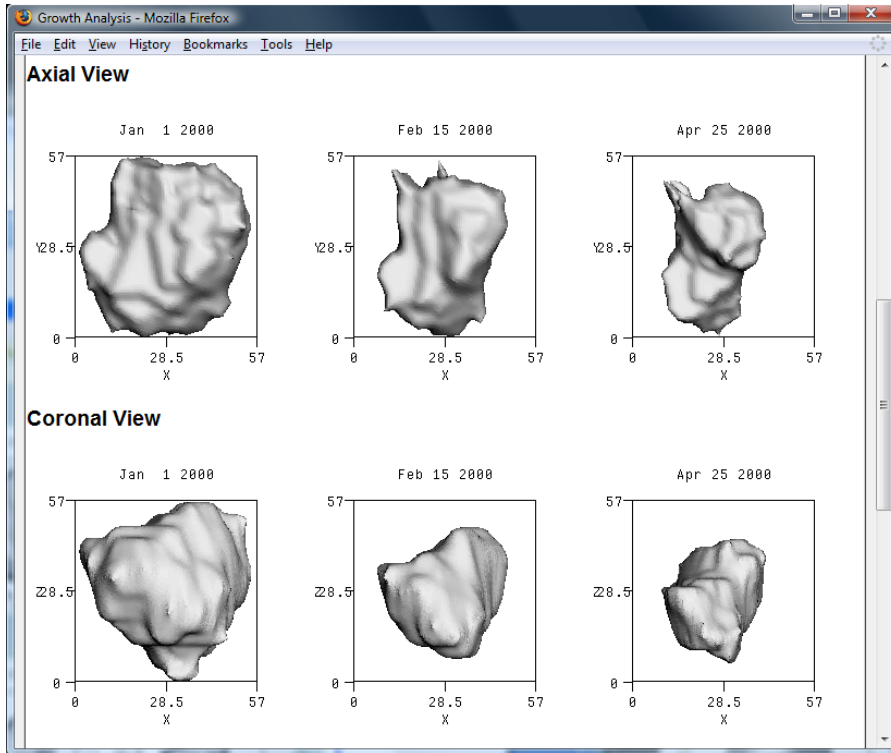 Growth Analysis - Mozilla Firefox
File Edit View History Bookmarks Tools Help
Axial View
Jan 1 2000 Feb 15 2000 Apr 25 2000
57 57 57
Y28.5 Y28.5 Y28.5
0 0 0
0 28.5 57 0 28.5 57 0 28.5 57
X X X
Coronal View
Jan 1 2000 Feb 15 2000 Apr 25 2000
57 57 57
Z28.5 Z28.5 Z28.5
0 0 0
0 28.5 57 0 28.5 57 0 28.5 57
X X X